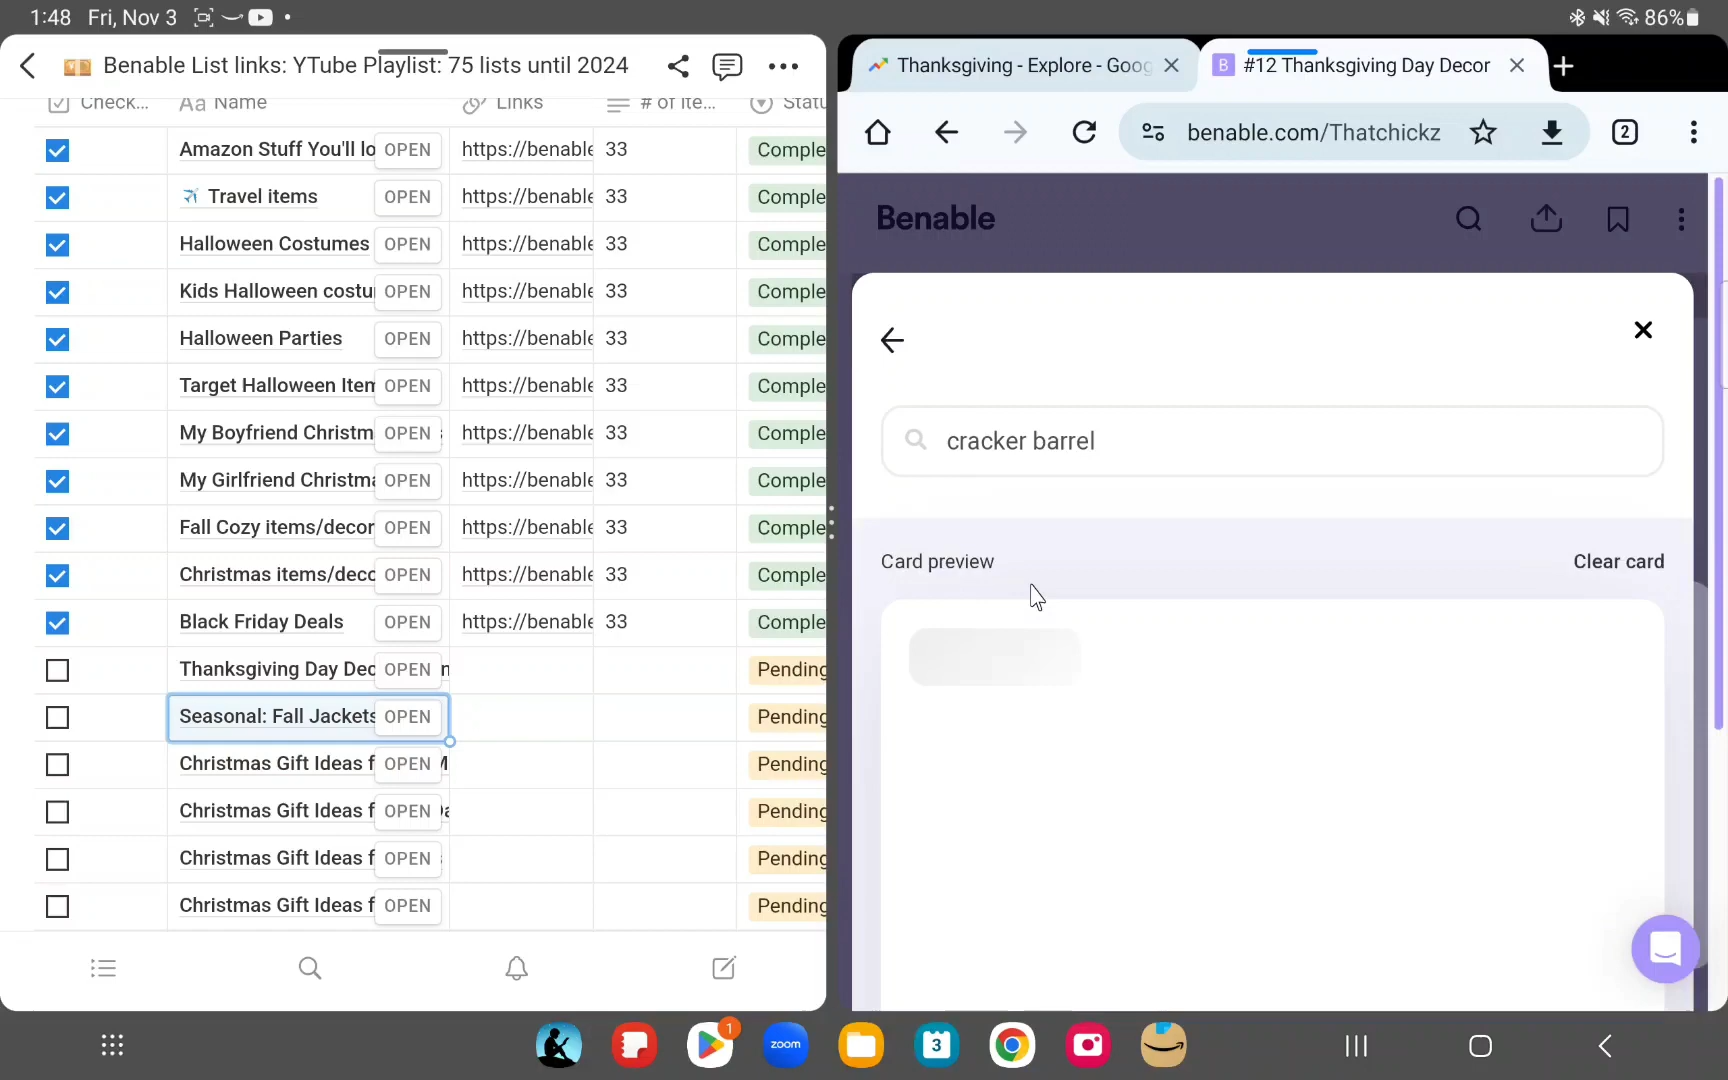 1:48 Fri, Nov 3
86%
Benable List links: YTube Playlist: 75 lists until 2024
Check... Aa Name Links # of ite... Statu
Amazon Stuff You'll lo OPEN https://benable 33 Comple
Travel items OPEN https://benable 33 Comple
Halloween Costumes OPEN https://benable 33 Comple
Kids Halloween costu OPEN https://benable 33 Comple
Halloween Parties OPEN https://benable 33 Comple
Target Halloween Item OPEN https://benable 33 Comple
My Boyfriend Christm OPEN https://benable 33 Comple
My Girlfriend Christma OPEN https://benable 33 Comple
Fall Cozy items/decor OPEN https://benable 33 Comple
Christmas items/deco OPEN https://benable 33 Comple
Black Friday Deals OPEN https://benable 33 Comple
Thanksgiving Day Dec OPEN Pending
Seasonal: Fall Jackets OPEN Pending
Christmas Gift Ideas f OPEN Pending
Christmas Gift Ideas f OPEN Pending
Christmas Gift Ideas f OPEN Pending
Christmas Gift Ideas f OPEN Pending
Thanksgiving - Explore - Goog
B #12 Thanksgiving Day Decor
benable.com/Thatchickz
2
Benable
cracker barrel
Card preview Clear card
1
zoom
3